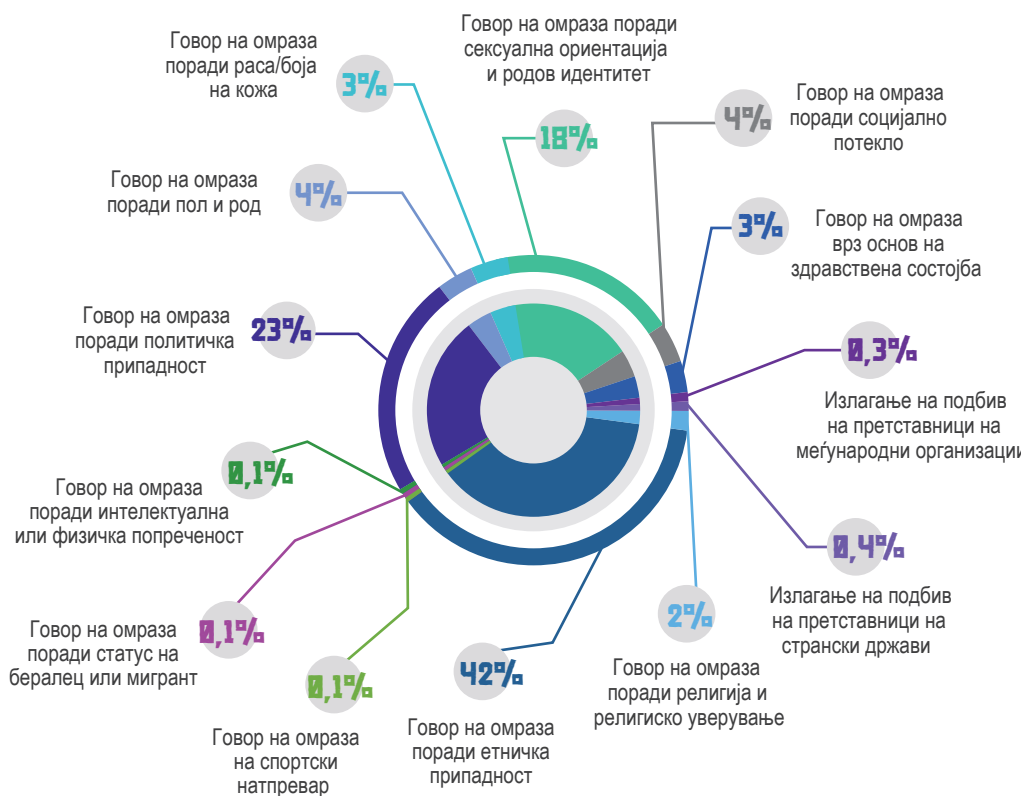 Говор на омраза
поради раса/боја
на кожа
3%
Говор на омраза поради
сексуална ориентација
и родов идентитет
18%
4%
Говор на омраза
поради социјално
потекло
Говор на омраза
поради пол и род
4%
3%
Говор на омраза
врз основ на
здравствена состојба
Говор на омраза
поради политичка
припадност
23%
0,3%
Излагање на подбив
на претставници на
меѓународни организации
0,1%
Говор на омраза
поради интелектуална
или физичка попреченост
0,4%
Излагање на подбив
на претставници на
странски држави
0,1%
Говор на омраза
поради статус на
бералец или мигрант
0,1%
Говор на омраза
на спортски
натпревар
42%
Говор на омраза
поради етничка
припадност
2%
Говор на омраза
поради религија и
религиско уверување